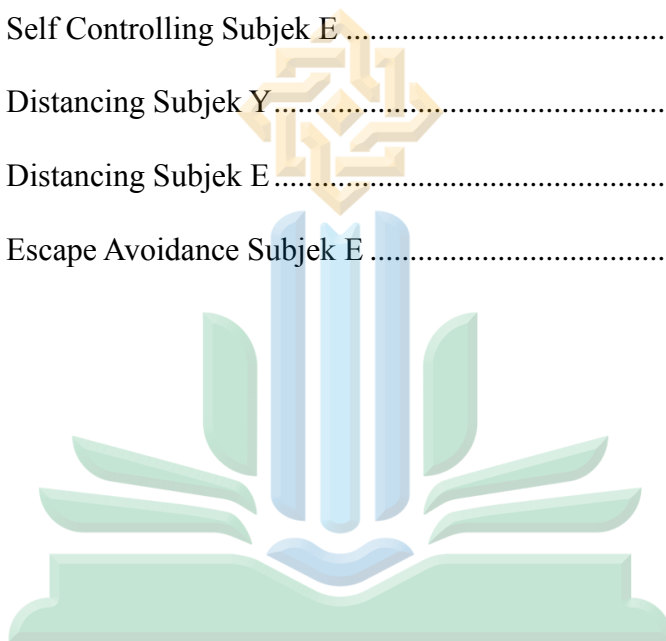 Self Controlling Subjek E ........................................
Distancing Subjek Y.................................................
Distancing Subjek E.................................................
Escape Avoidance Subjek E .....................................